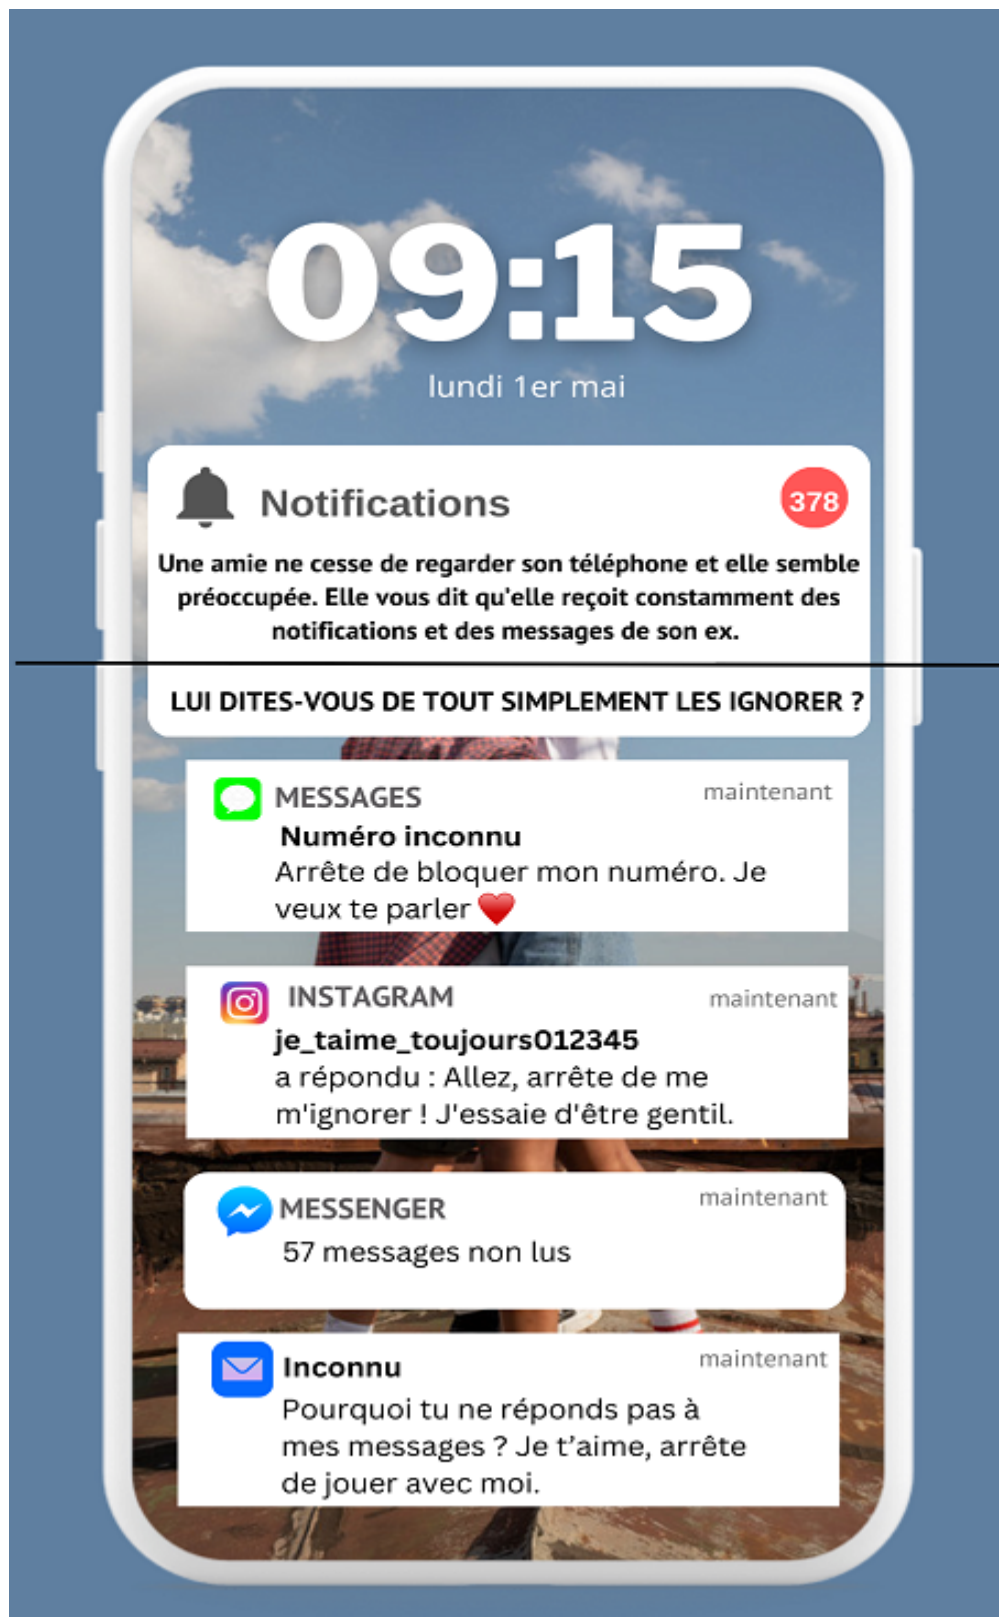 09:15
lundi 1er mai
Notifications
378
Une amie ne cesse de regarder son téléphone et elle semble
préoccupée. Elle vous dit qu'elle reçoit constamment des
notifications et des messages de son ex.
LUI DITES-VOUS DE TOUT SIMPLEMENT LES IGNORER ?
MESSAGES
maintenant
Numéro inconnu
Arrête de bloquer mon numéro. Je
veux te parler ❤️
INSTAGRAM
maintenant
je_taime_toujours012345
a répondu : Allez, arrête de me
m'ignorer ! J'essaie d'être gentil.
MESSENGER
maintenant
57 messages non lus
Inconnu
maintenant
Pourquoi tu ne réponds pas à
mes messages ? Je t’aime, arrête
de jouer avec moi.